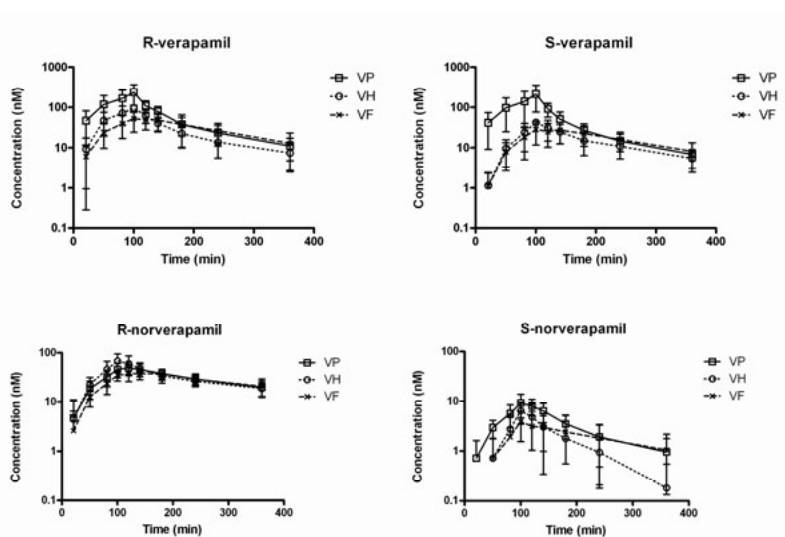 R-verapamil
1000
100
10
1
0.1
Concentration (nM)
0
100
200
300
400
Time (min)
VP
VH
VF
S-verapamil
1000
100
10
1
0.1
Concentration (nM)
0
100
200
300
400
Time (min)
VP
VH
VF
R-norverapamil
100
10
1
0.1
Concentration (nM)
0
100
200
300
400
Time (min)
VP
VH
VF
S-norverapamil
100
10
1
0.1
Concentration (nM)
0
100
200
300
400
Time (min)
VP
VH
VF